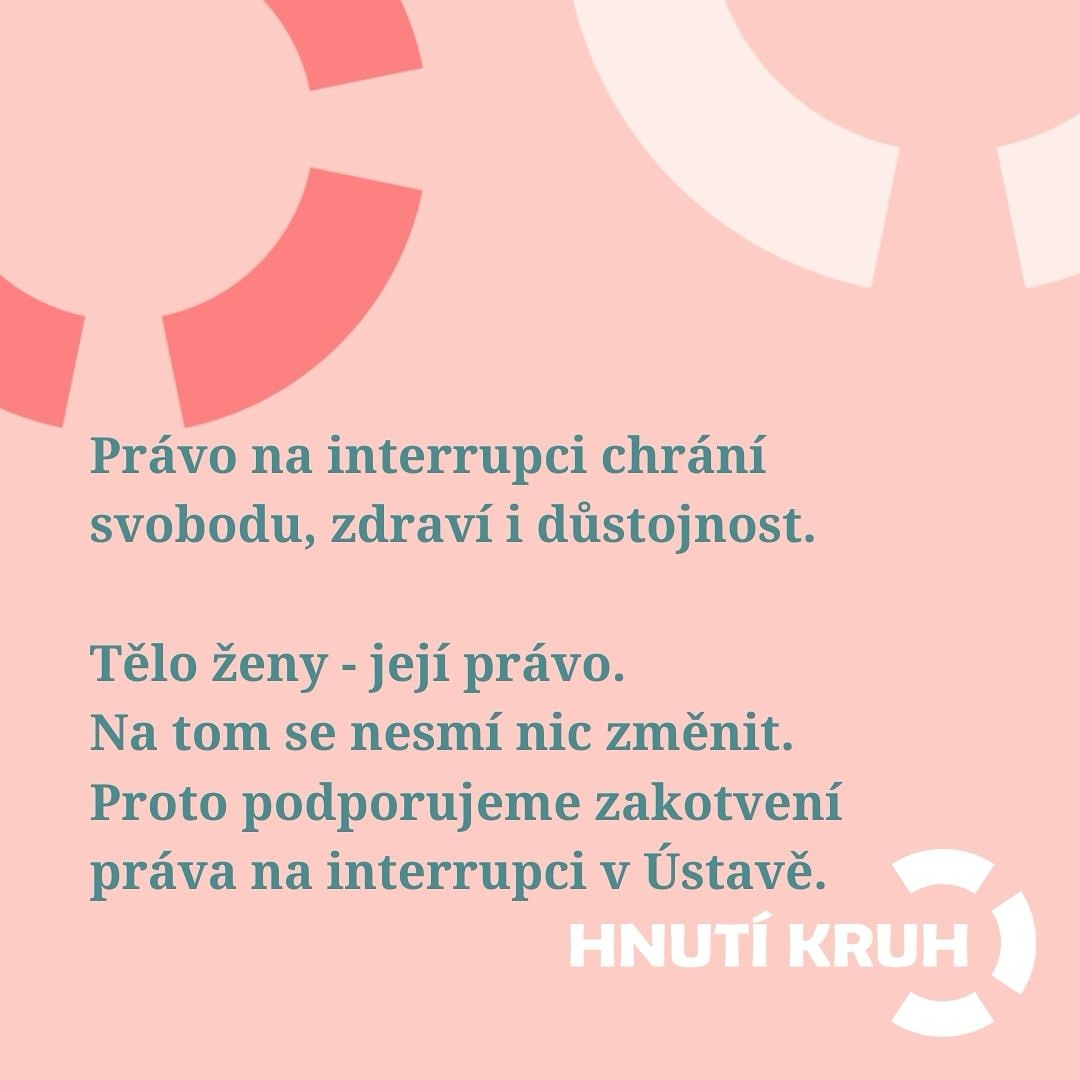 Právo na interrupci chrání
svobodu, zdraví i důstojnost.
Tělo ženy - její právo.
Na tom se nesmí nic změnit.
Proto podporujeme zakotvení
práva na interrupci v Ústavě.
HNUTÍ KRUH